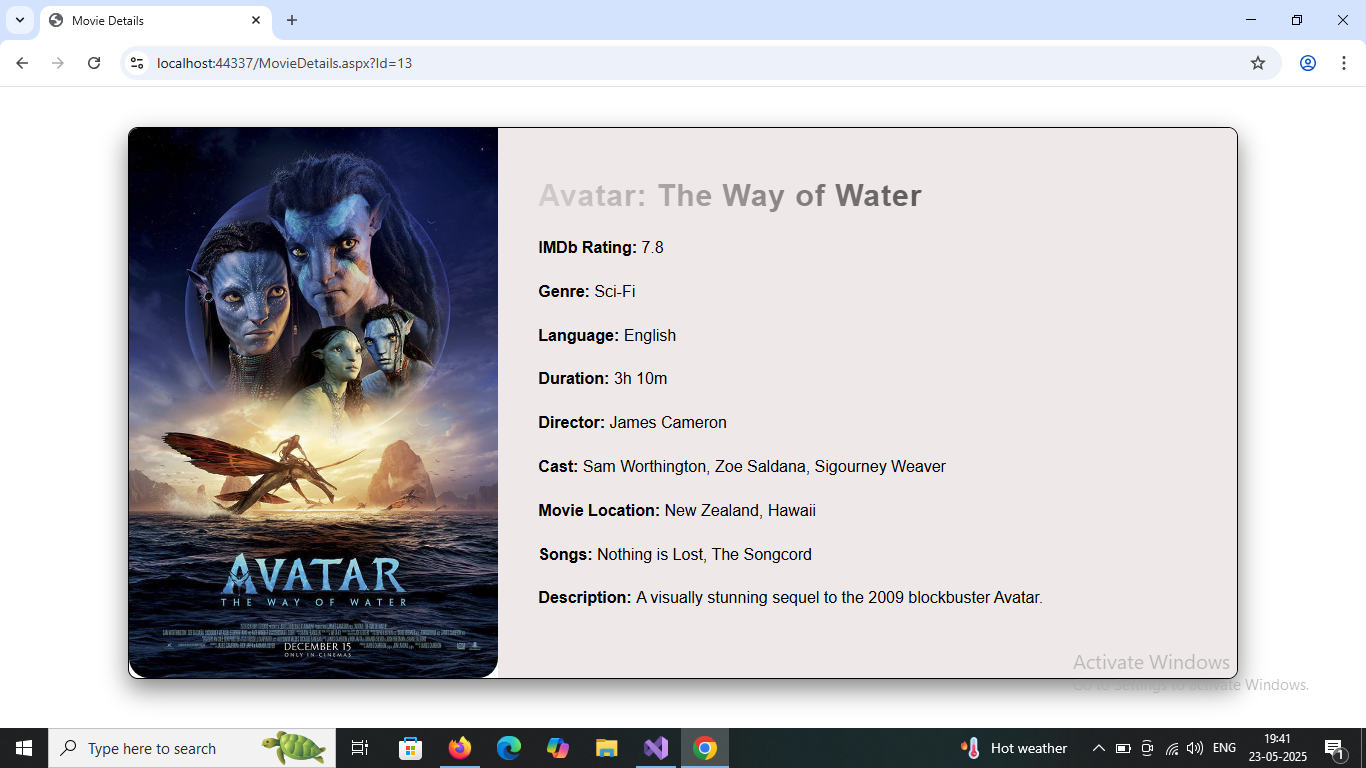 Movie Details
localhost:44337/MovieDetails.aspx?Id=13
Avatar: The Way of Water
IMDb Rating: 7.8
Genre: Sci-Fi
Language: English
Duration: 3h 10m
Director: James Cameron
Cast: Sam Worthington, Zoe Saldana, Sigourney Weaver
Movie Location: New Zealand, Hawaii
Songs: Nothing is Lost, The Songcord
Description: A visually stunning sequel to the 2009 blockbuster Avatar.
AVATAR
THE WAY OF WATER
DECEMBER 15
ONLY IN CINEMAS
Activate Windows
Go to Settings to activate Windows.
Type here to search
Hot weather
ENG
19:41
23-05-2025
1